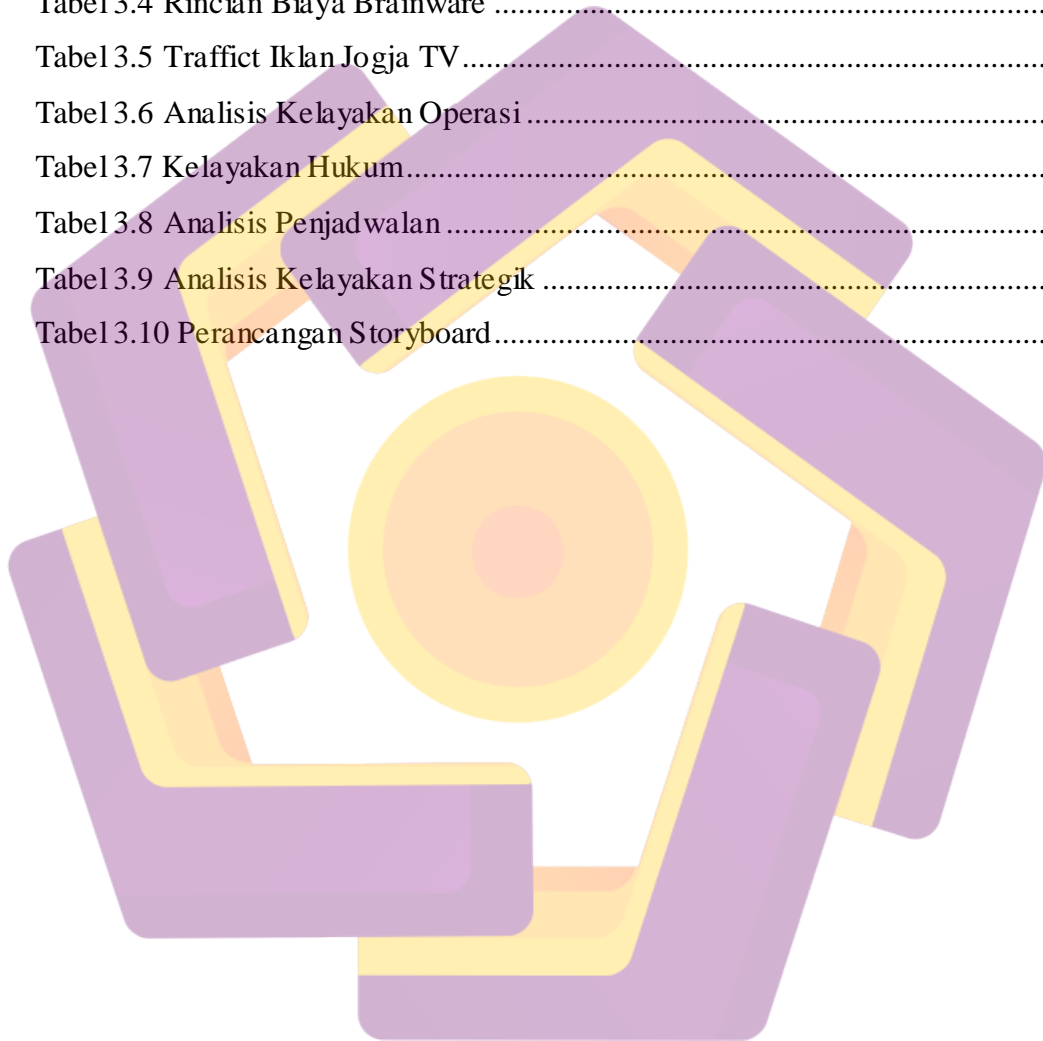 Tabel 3.4 Rincian Biaya Brainware ........................................................
Tabel 3.5 Traffict Iklan Jogja TV............................................................
Tabel 3.6 Analisis Kelayakan Operasi ....................................................
Tabel 3.7 Kelayakan Hukum..................................................................
Tabel 3.8 Analisis Penjadwalan .............................................................
Tabel 3.9 Analisis Kelayakan Strategik ..................................................
Tabel 3.10 Perancangan Storyboard........................................................